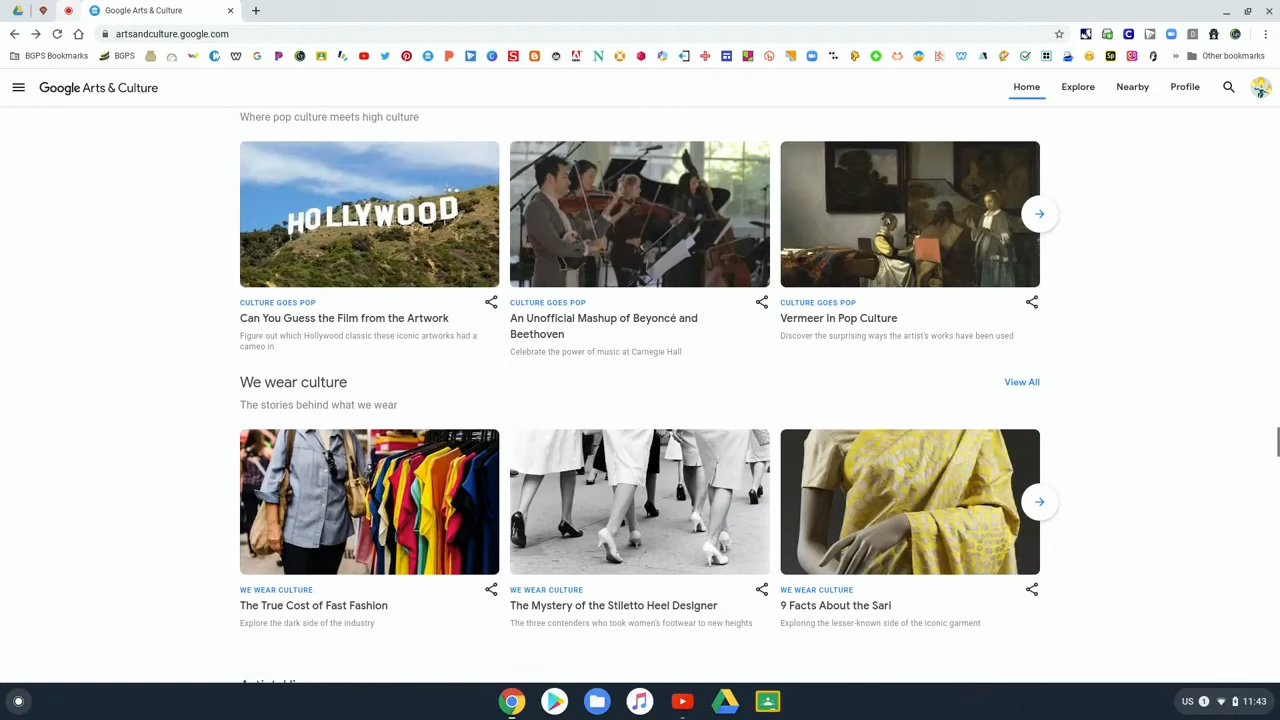 Google Arts & Culture
artsandculture.google.com
BGPS Bookmarks
BGPS
Other bookmarks
Google Arts & Culture
Home
Explore
Nearby
Profile
Where pop culture meets high culture
HOLLYWOOD
CULTURE GOES POP
Can You Guess the Film from the Artwork
Figure out which Hollywood classic these iconic artworks had a
cameo in
CULTURE GOES POP
An Unofficial Mashup of Beyoncé and
Beethoven
Celebrate the power of music at Carnegie Hall
CULTURE GOES POP
Vermeer in Pop Culture
Discover the surprising ways the artist's works have been used
We wear culture
View All
The stories behind what we wear
WE WEAR CULTURE
The True Cost of Fast Fashion
Explore the dark side of the industry
WE WEAR CULTURE
The Mystery of the Stiletto Heel Designer
The three contenders who took women's footwear to new heights
WE WEAR CULTURE
9 Facts About the Sari
Exploring the lesser-known side of the iconic garment
US
1
11:43